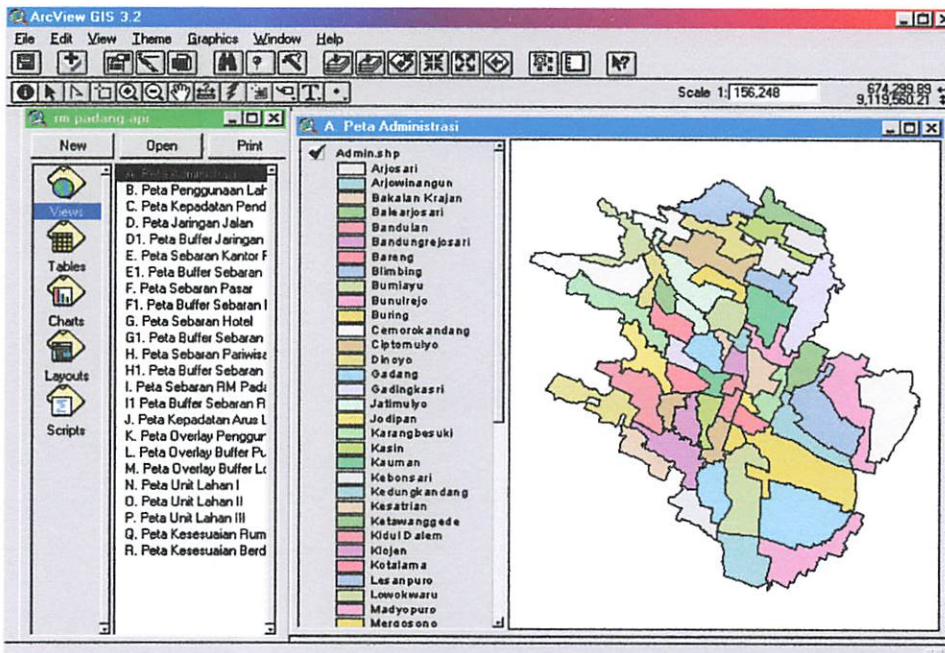 ArcView GIS 3.2
File Edit View Theme Graphics Window Help
Scale 1: 156,248
674,299.89
9,119,560.21
rm padang api
New Open Print
Views
Tables
Charts
Layouts
Scripts
B. Peta Penggunaan Lah
C. Peta Kepadatan Pend
D. Peta Jaringan Jalan
D1. Peta Buffer Jaringan
E. Peta Sebaran Kantor F
E1. Peta Buffer Sebaran
F. Peta Sebaran Pasar
F1. Peta Buffer Sebaran I
G. Peta Sebaran Hotel
G1. Peta Buffer Sebaran
H. Peta Sebaran Pariwisa
H1. Peta Buffer Sebaran
I. Peta Sebaran RM Pada
I1 Peta Buffer Sebaran R
J. Peta Kepadatan Arus L
K. Peta Overlay Penggur
L. Peta Overlay Buffer Pu
M. Peta Overlay Buffer Lo
N. Peta Unit Lahan I
O. Peta Unit Lahan II
P. Peta Unit Lahan III
Q. Peta Kesesuaian Rum
R. Peta Kesesuaian Berd
A. Peta Administrasi
Admin.shp
Arjosari
Arjowinangun
Bakalan Krajan
Balearjosari
Bandulan
Bandungrejosari
Bareng
Blimbing
Bumiayu
Bunulrejo
Buring
Cemorokandang
Ciptomulyo
Dinoyo
Gadang
Gadingkasri
Jatimulyo
Jodipan
Karangbesuki
Kasin
Kauman
Kebonsari
Kedungkandang
Kesatrian
Ketawanggede
Kidul Dalem
Klojen
Kotalama
Lesanpuro
Lowokwaru
Madyopuro
Mergosono